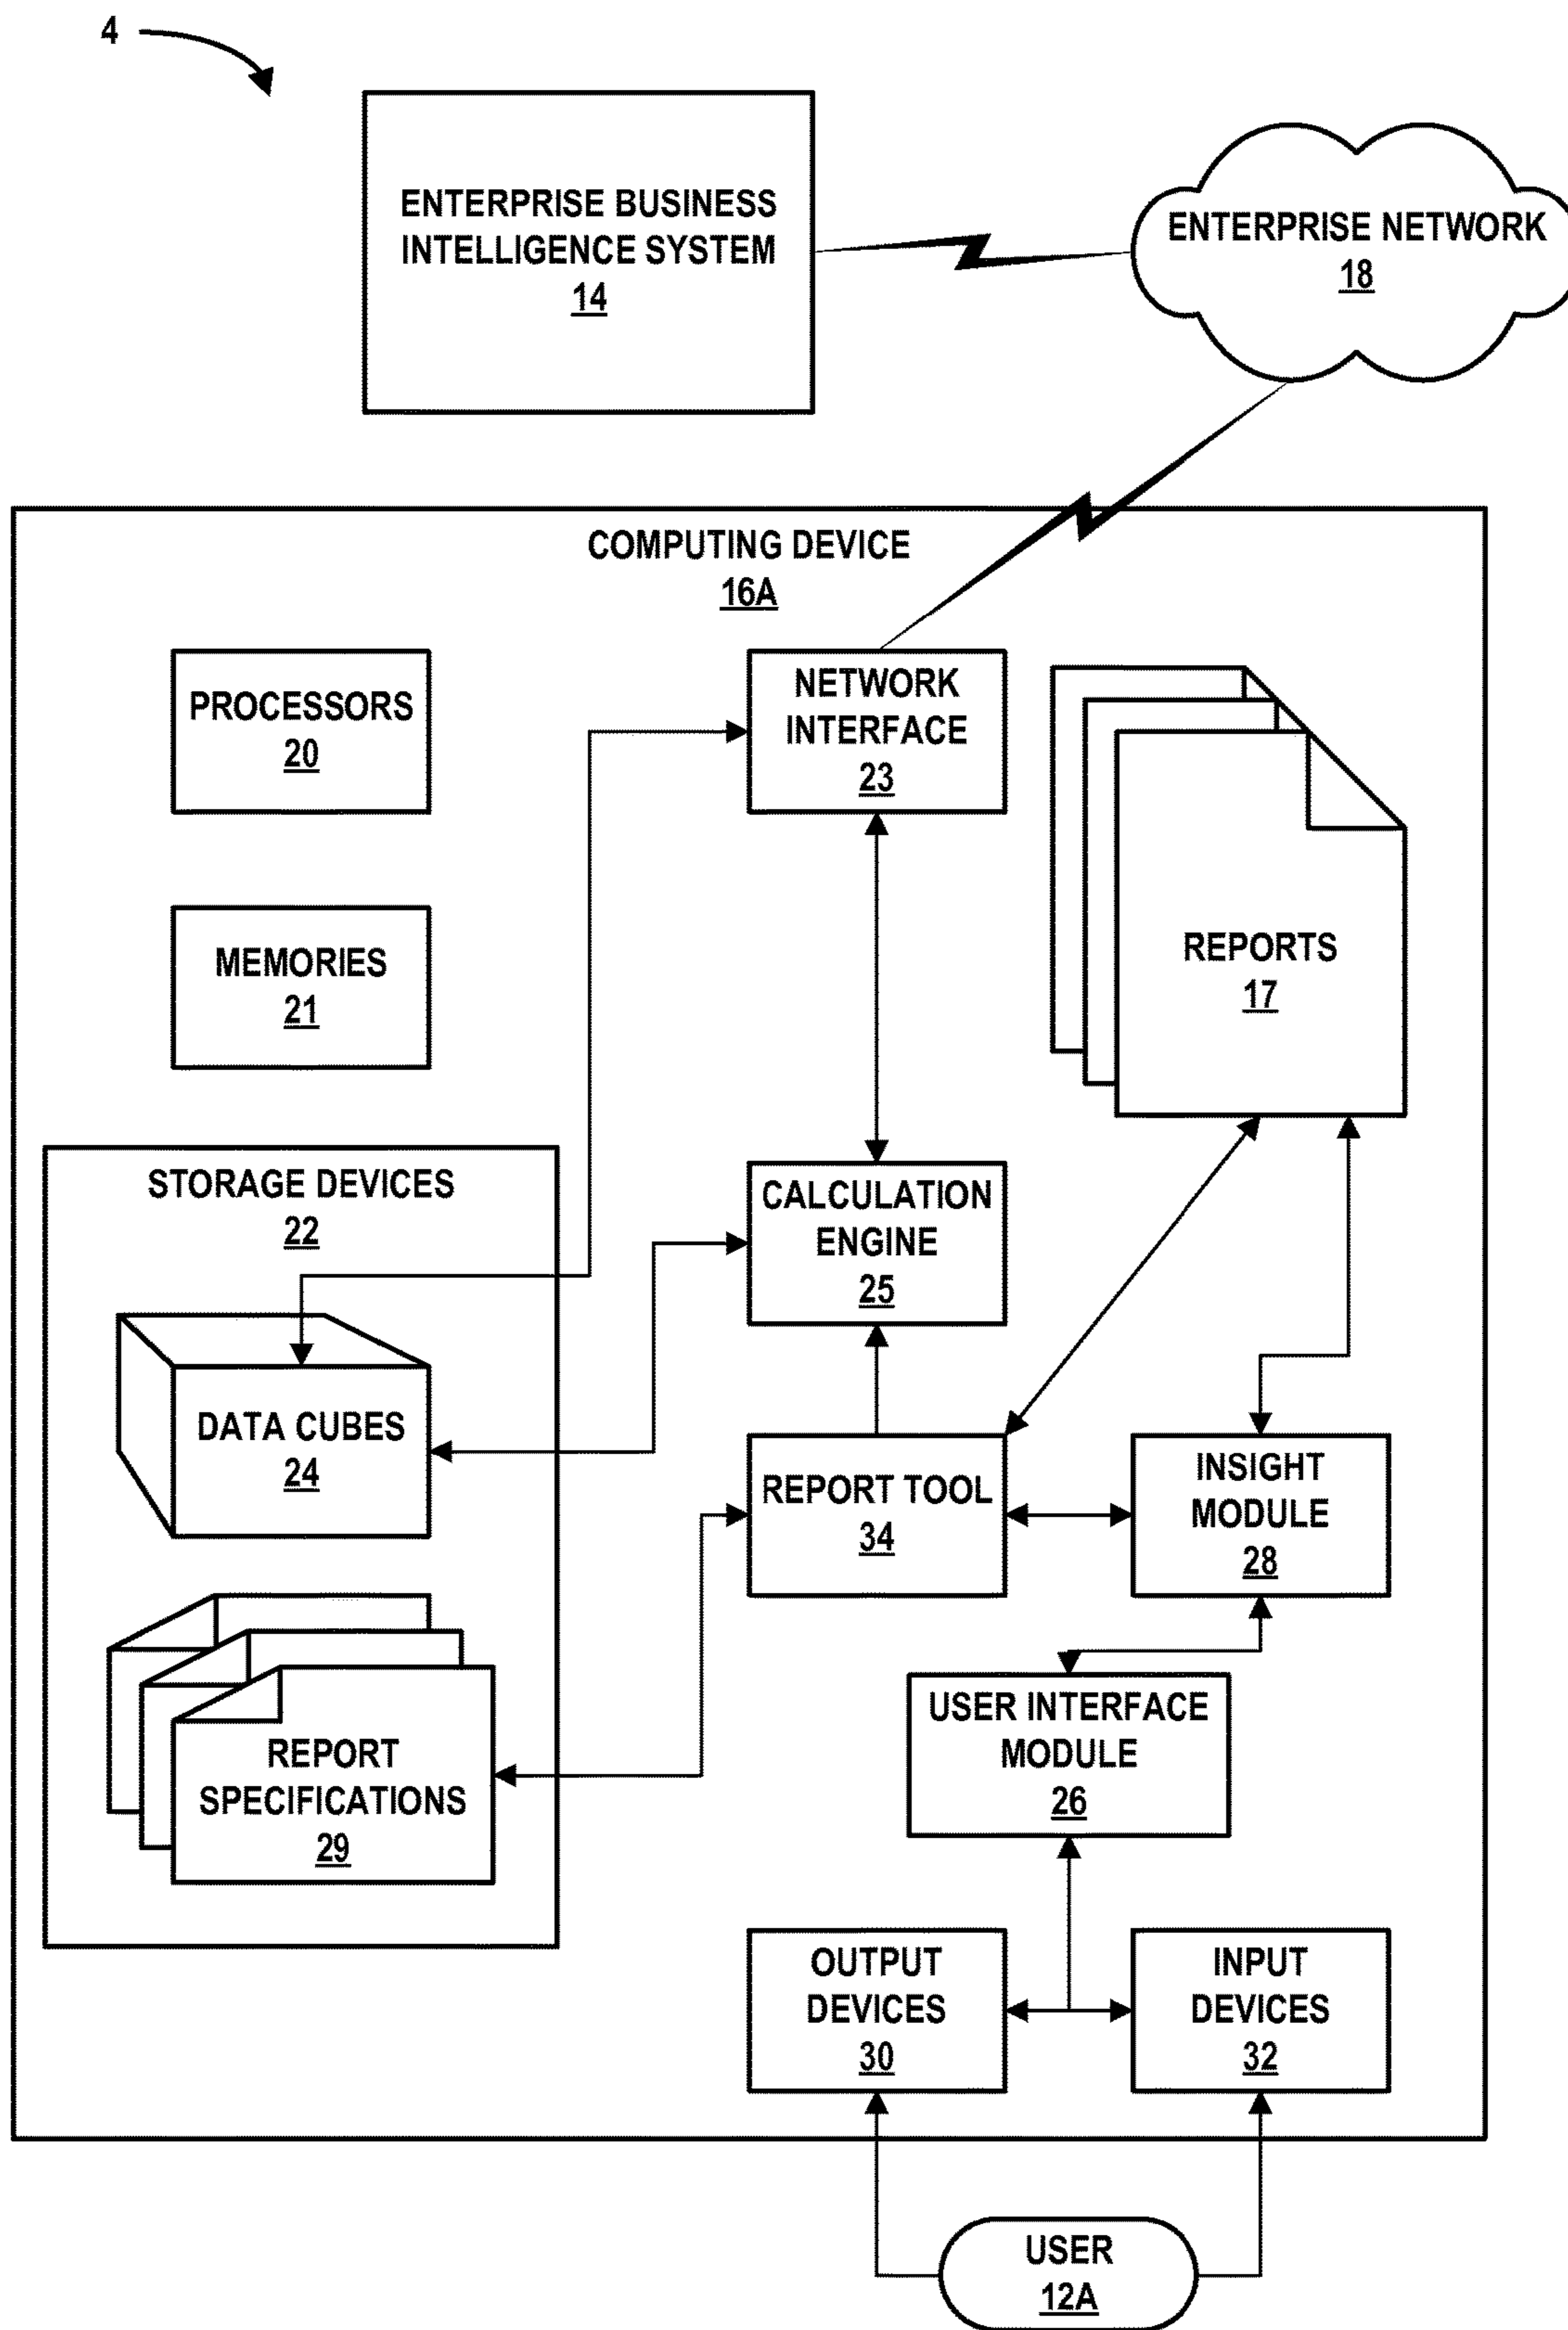 4
ENTERPRISE BUSINESS
INTELLIGENCE SYSTEM
14
ENTERPRISE NETWORK
18
COMPUTING DEVICE
16A
PROCESSORS
20
NETWORK
INTERFACE
23
MEMORIES
21
REPORTS
17
STORAGE DEVICES
22
CALCULATION
ENGINE
25
DATA CUBES
24
REPORT TOOL
34
INSIGHT
MODULE
28
REPORT
SPECIFICATIONS
29
USER INTERFACE
MODULE
26
OUTPUT
DEVICES
30
INPUT
DEVICES
32
USER
12A